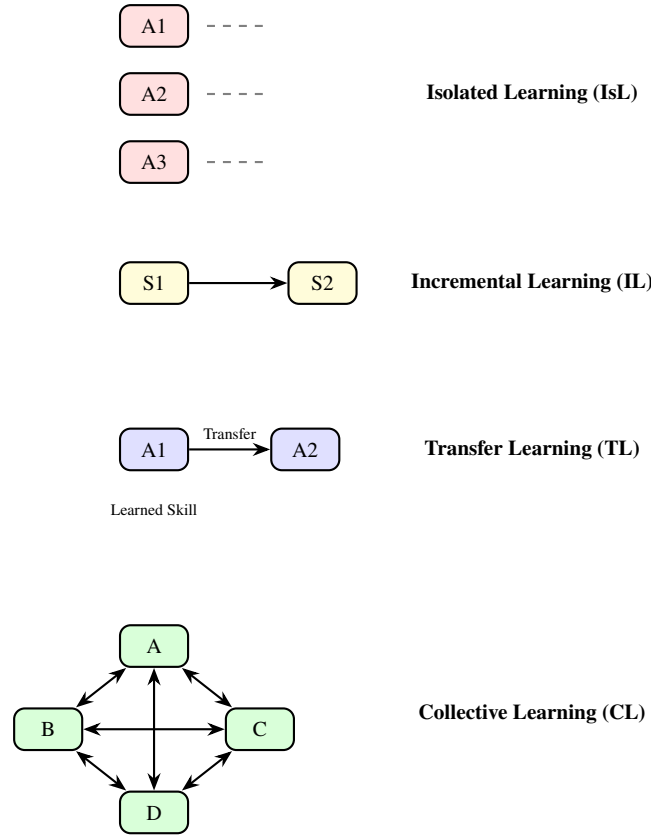 A1
A2
Isolated Learning (IsL)
A3
S1
S2
Incremental Learning (IL)
Transfer
A1
A2
Transfer Learning (TL)
Learned Skill
A
Collective Learning (CL)
B
C
D